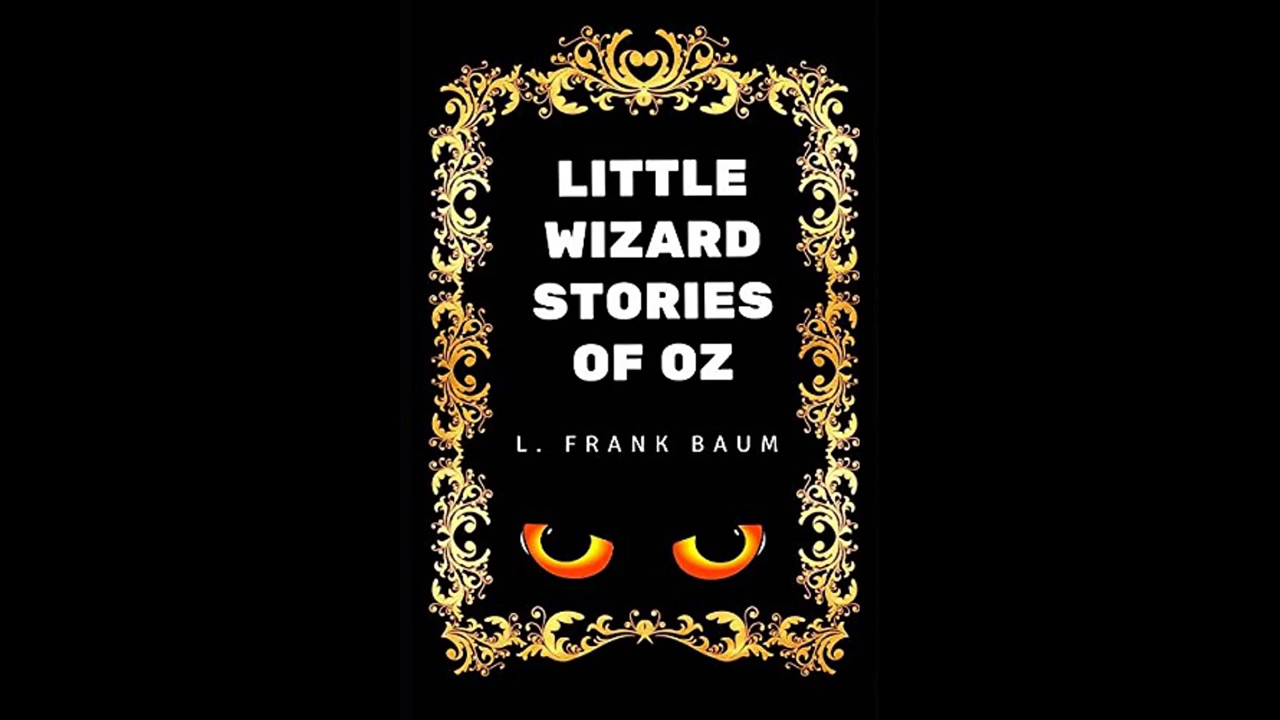 LITTLE
WIZARD
STORIES
OF OZ
L. FRANK BAUM